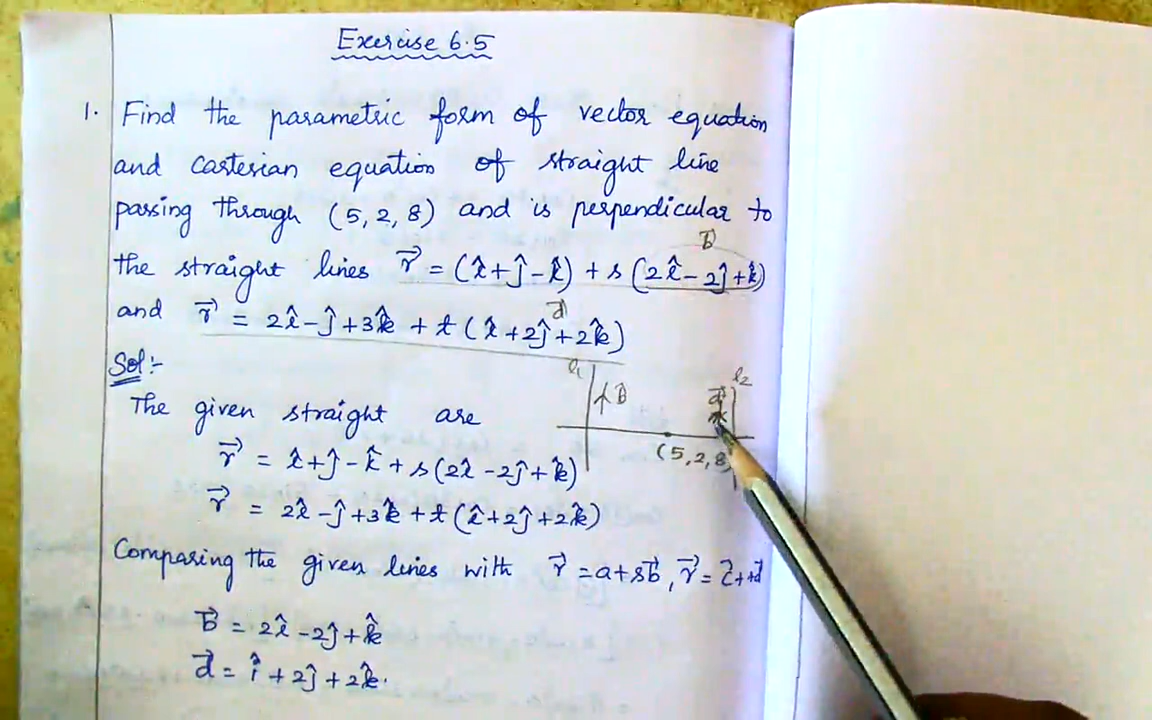 Exercise 6.5
1. Find the parametric form of vector equation
and cartesian equation of straight line
passing through (5, 2, 8) and is perpendicular to
b⃗
the straight lines r⃗ = (î+ĵ-k̂) + s (2î-2ĵ+k̂)
d⃗
and r⃗ = 2î-ĵ+3k̂ + t (î+2ĵ+2k̂)
Sol:-
l₁ b⃗ d⃗ l₂
(5, 2, 8)
The given straight are
r⃗ = î+ĵ-k̂ + s(2î-2ĵ+k̂)
r⃗ = 2î-ĵ+3k̂ + t(î+2ĵ+2k̂)
Comparing the given lines with r⃗ = a+sb⃗, r⃗ = c⃗+td⃗
b⃗ = 2î-2ĵ+k̂
d⃗ = î+2ĵ+2k̂.